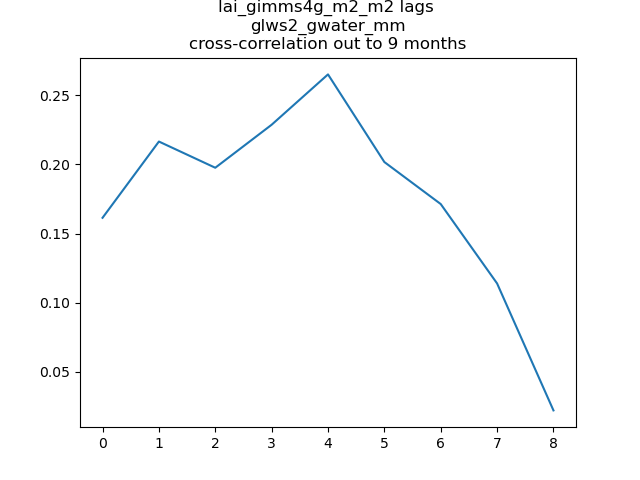 lai_gimms4g_m2_m2 lags
glws2_gwater_mm
cross-correlation out to 9 months
0.25
0.20
0.15
0.10
0.05
0 1 2 3 4 5 6 7 8